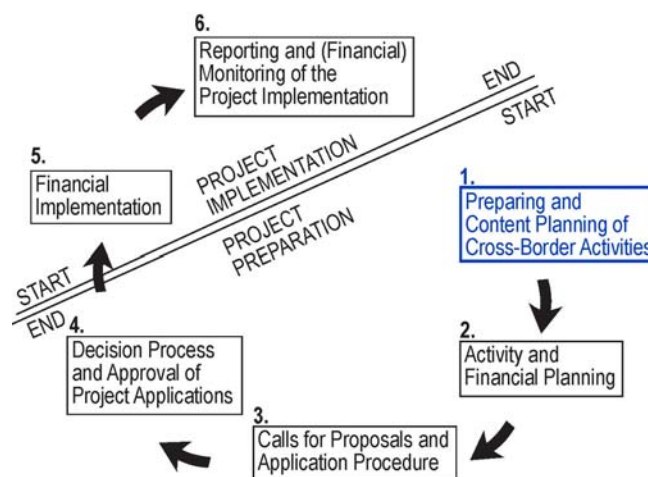 6.
Reporting and (Financial)
Monitoring of the
Project Implementation
END
START
5.
Financial
Implementation
PROJECT
IMPLEMENTATION
PROJECT
PREPARATION
1.
Preparing and
Content Planning of
Cross-Border Activities
START
END
4.
Decision Process
and Approval of
Project Applications
2.
Activity and
Financial Planning
3.
Calls for Proposals and
Application Procedure